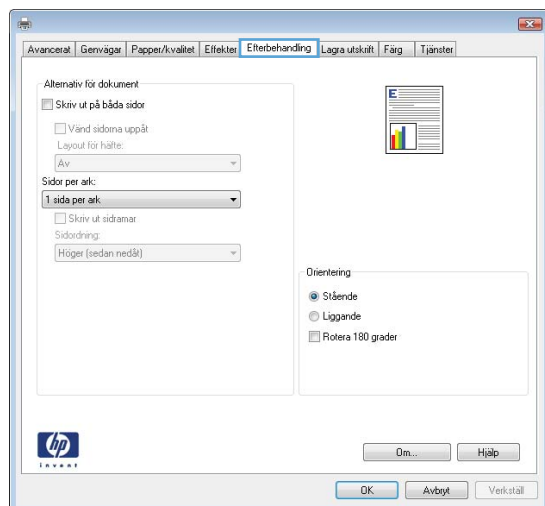 Avancerat Genvägar Papper/kvalitet Effekter Efterbehandling Lagra utskrift Färg Tjänster
Alternativ för dokument
Skriv ut på båda sidor
Vänd sidorna uppåt
Layout för häfte:
Av
Sidor per ark:
1 sida per ark
Skriv ut sidramar
Sidordning:
Höger (sedan nedåt)
E
Orientering
Stående
Liggande
Rotera 180 grader
hp
invent
Om... Hjälp
OK Avbryt Verkställ